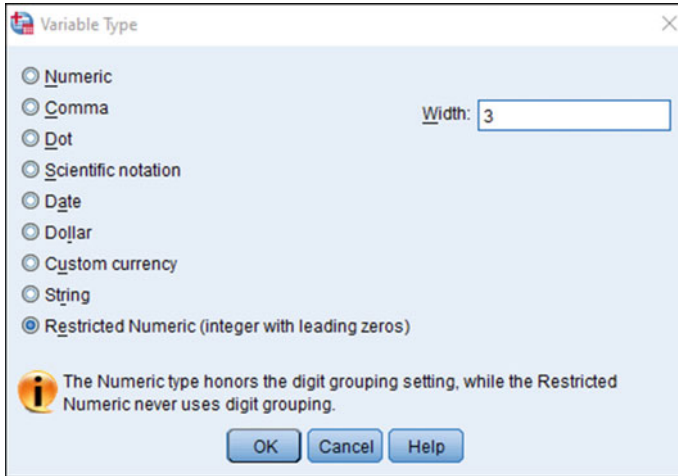 Variable Type
Numeric
Comma
Width: 3
Dot
Scientific notation
Date
Dollar
Custom currency
String
Restricted Numeric (integer with leading zeros)
The Numeric type honors the digit grouping setting, while the Restricted
Numeric never uses digit grouping.
OK Cancel Help